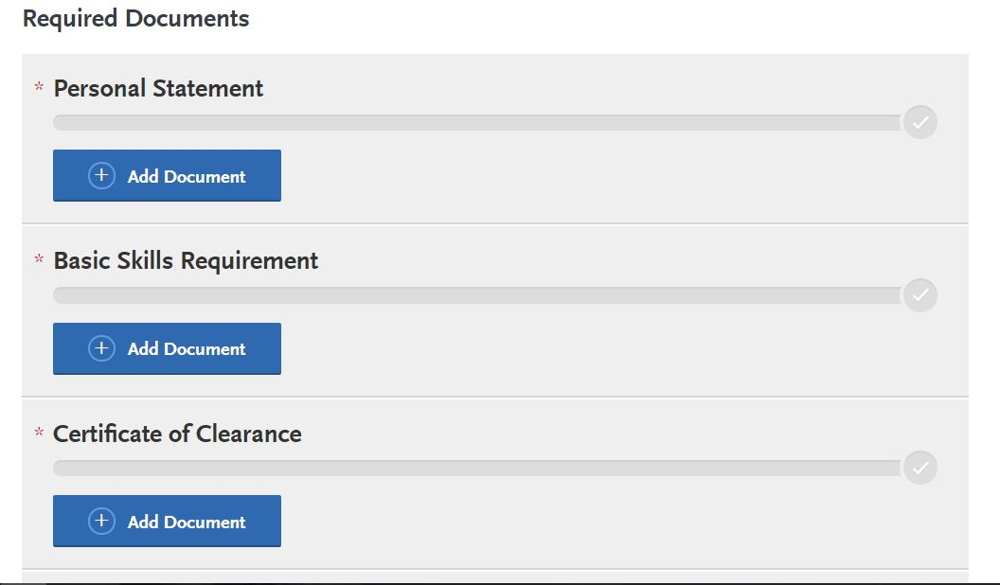 Required Documents
* Personal Statement
+ Add Document
* Basic Skills Requirement
+ Add Document
* Certificate of Clearance
+ Add Document